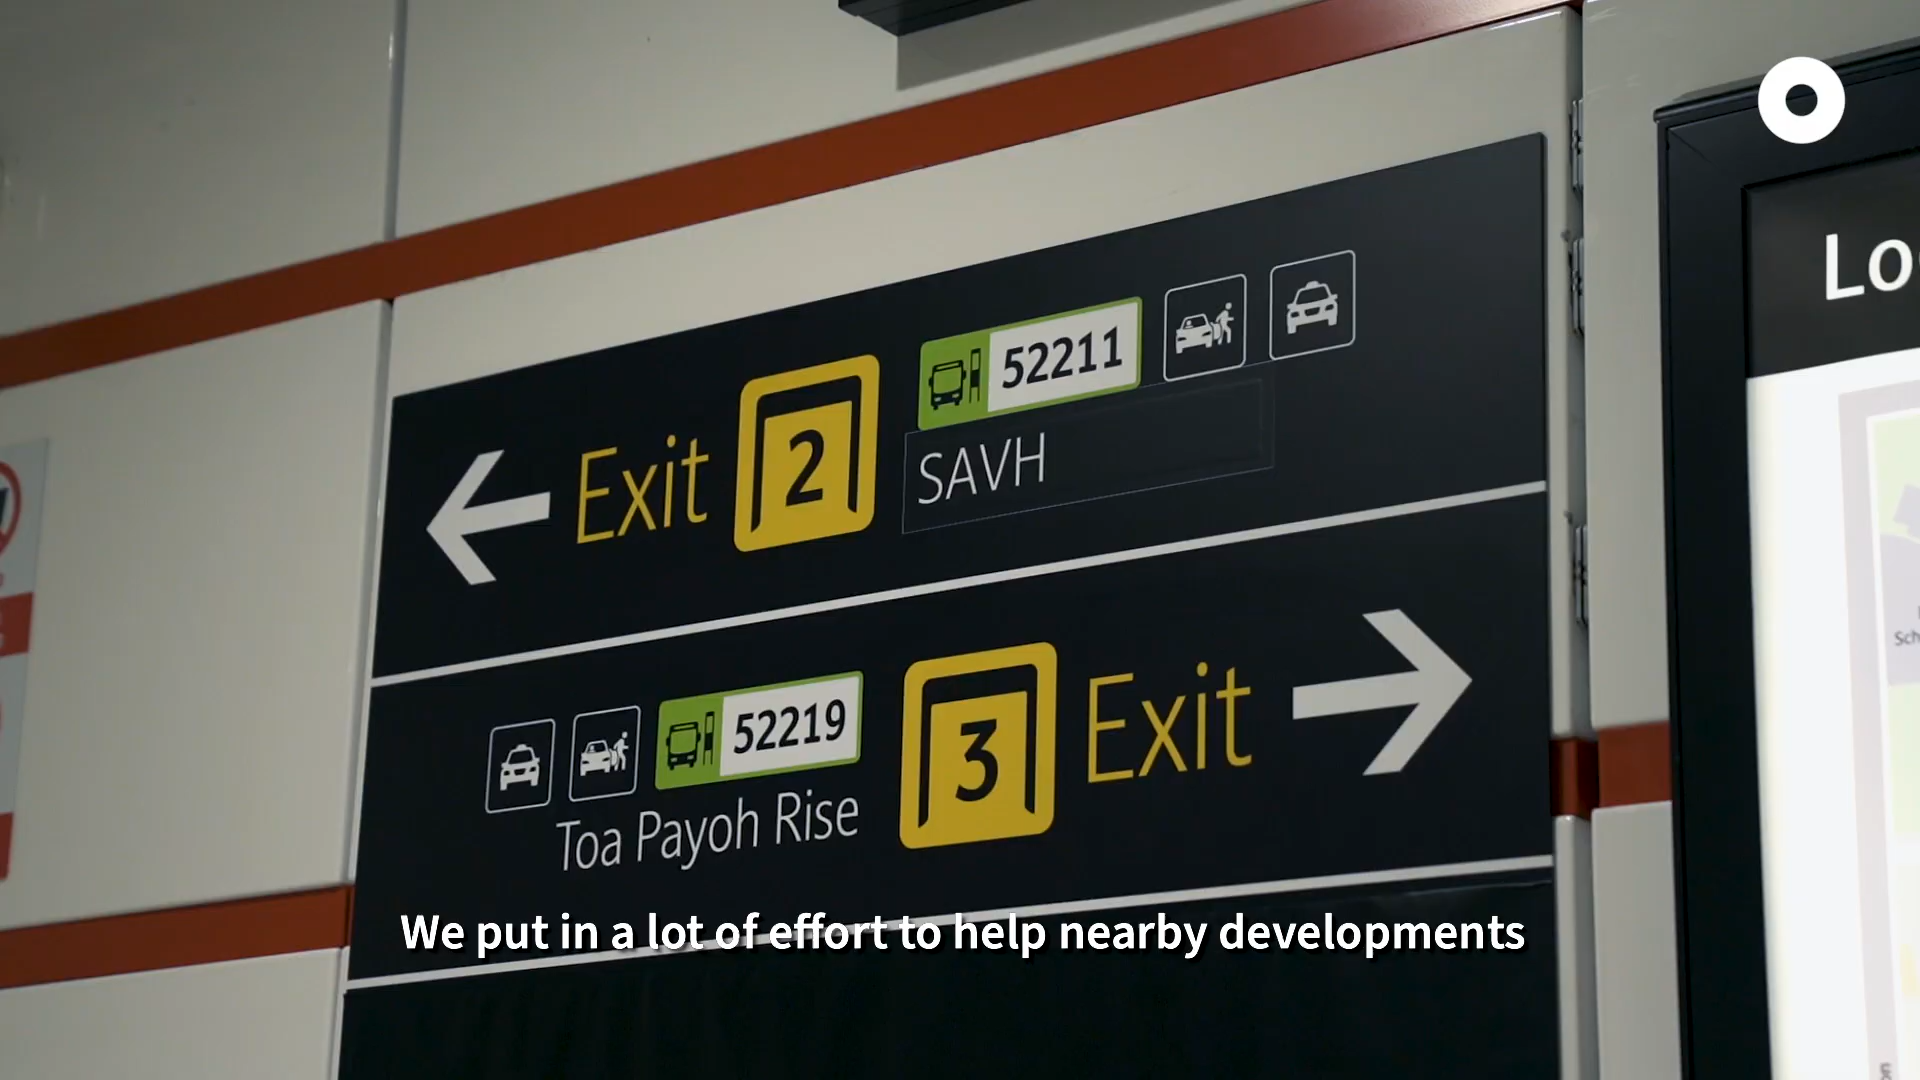 Exit 2 52211
SAVH
52219 3 Exit
Toa Payoh Rise
Lo
Sch
We put in a lot of effort to help nearby developments